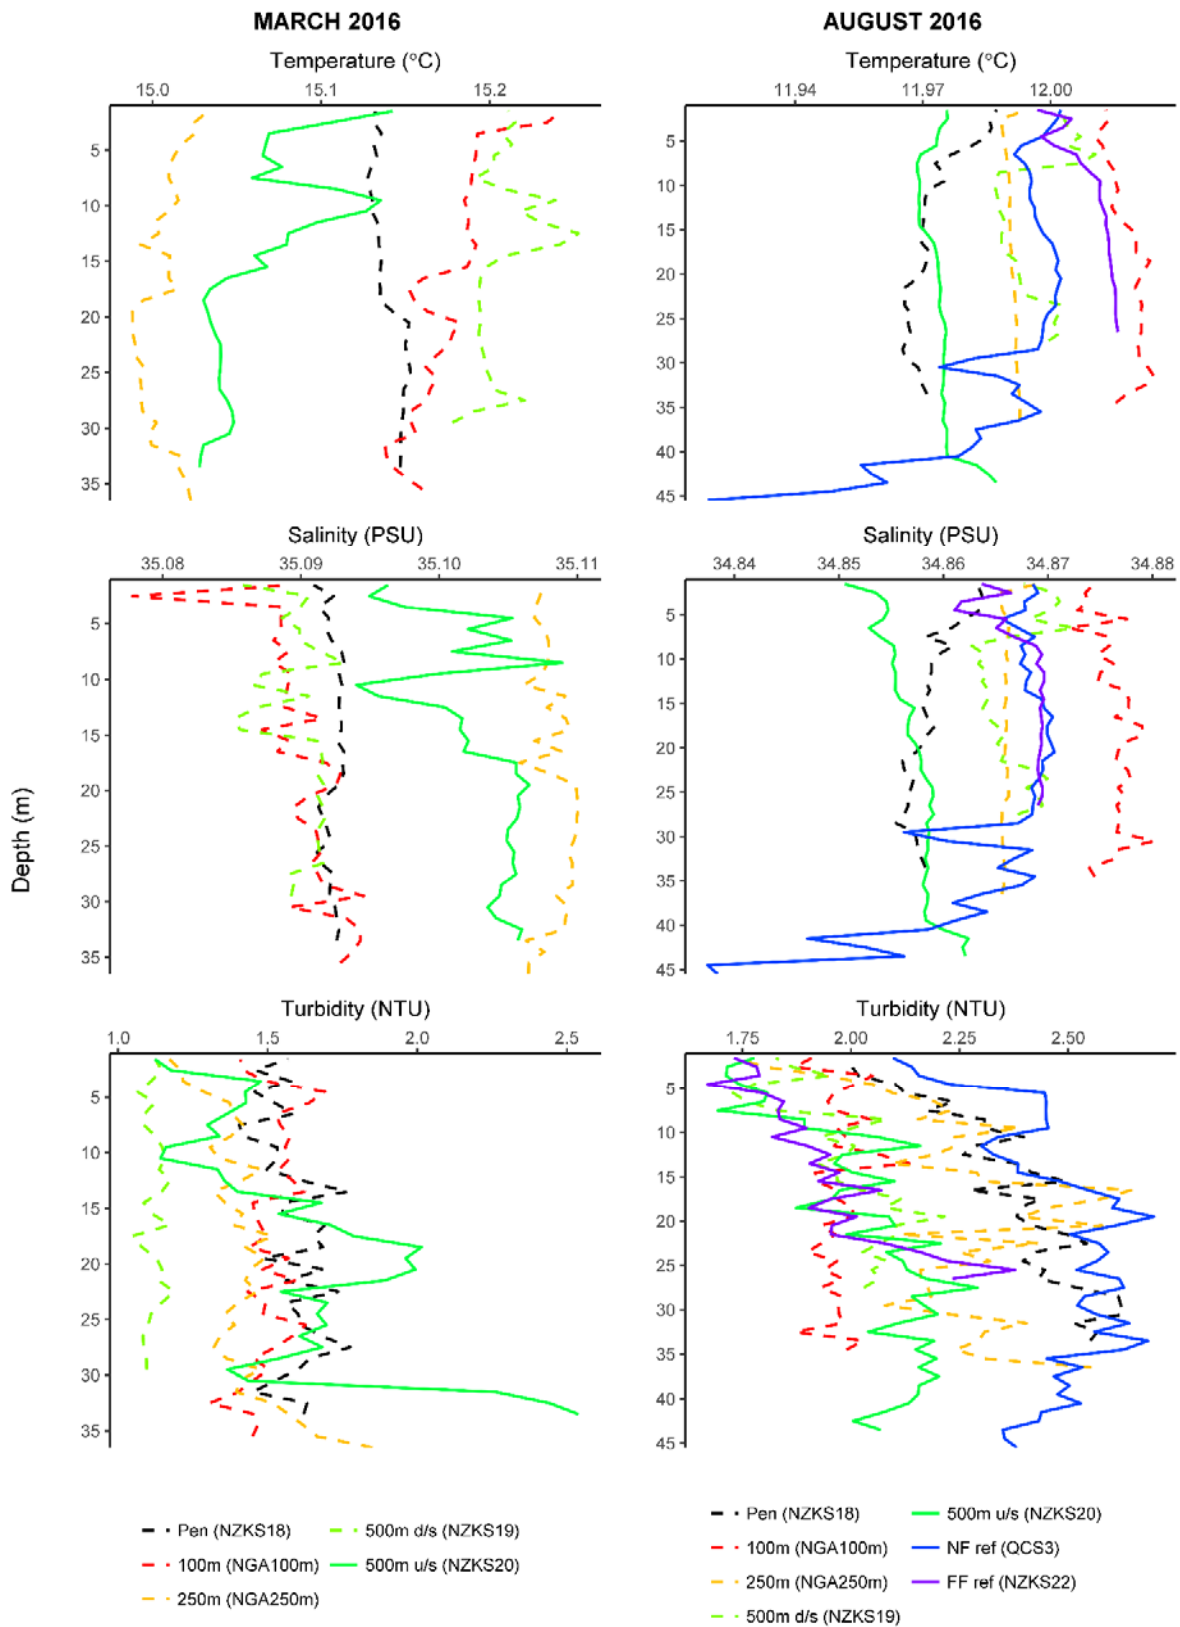 MARCH 2016
AUGUST 2016
Temperature (°C)
Temperature (°C)
15.0 15.1 15.2
11.94 11.97 12.00
5
10
15
20
25
30
35
5
10
15
20
25
30
35
40
45
Salinity (PSU)
Salinity (PSU)
35.08 35.09 35.10 35.11
34.84 34.85 34.86 34.87 34.88
5
10
15
20
25
30
35
5
10
15
20
25
30
35
40
45
Depth (m)
Turbidity (NTU)
Turbidity (NTU)
1.0 1.5 2.0 2.5
1.75 2.00 2.25 2.50
5
10
15
20
25
30
35
5
10
15
20
25
30
35
40
45
Pen (NZKS18)
500m d/s (NZKS19)
100m (NGA100m)
500m u/s (NZKS20)
250m (NGA250m)
Pen (NZKS18)
500m u/s (NZKS20)
100m (NGA100m)
NF ref (QCS3)
250m (NGA250m)
FF ref (NZKS22)
500m d/s (NZKS19)